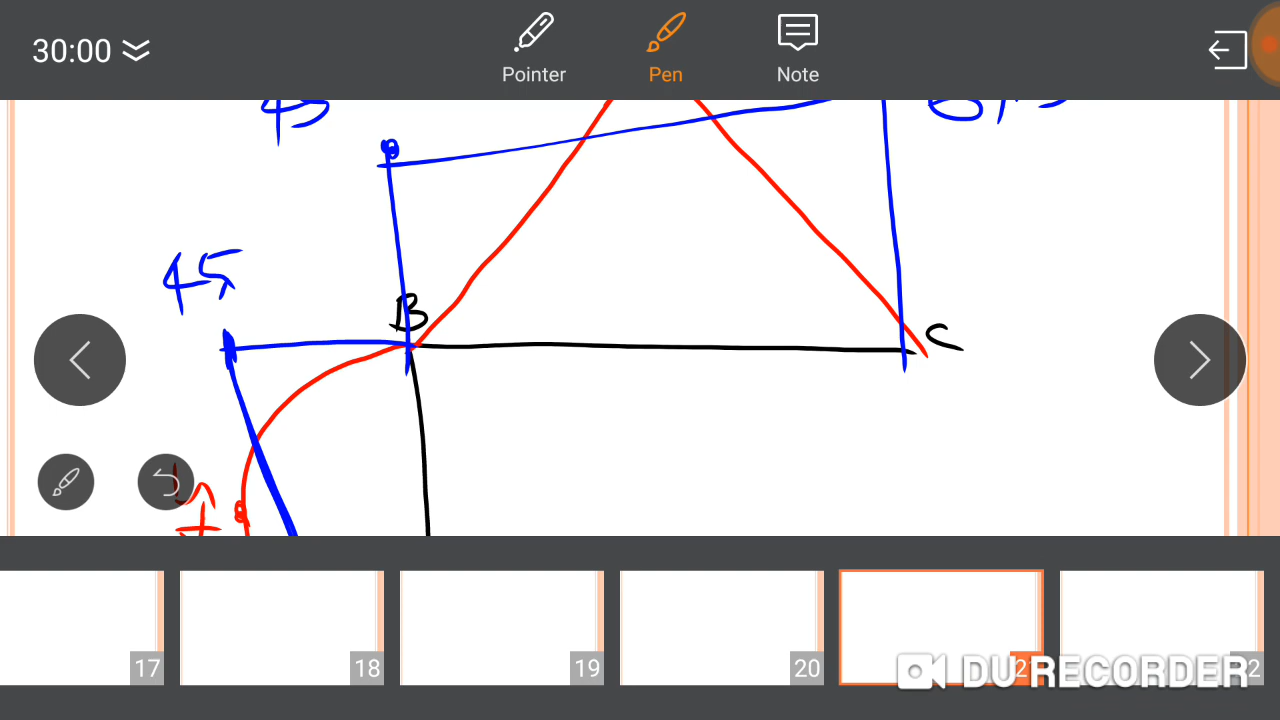 30:00
Pointer
Pen
Note
45
B
C
17
18
19
20
DU RECORDER